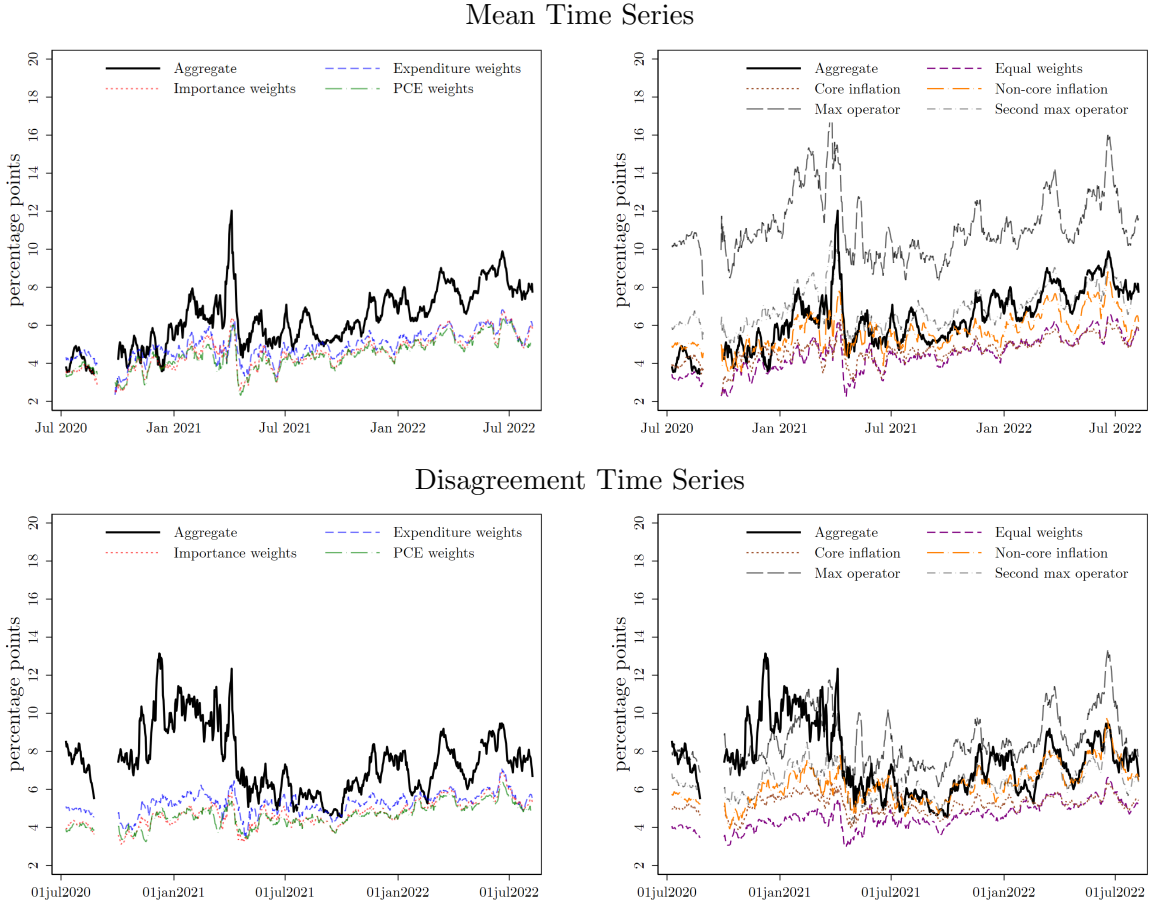 Mean Time Series
percentage points
20
18
16
14
12
10
8
6
4
2
Aggregate
Expenditure weights
Importance weights
PCE weights
Jul 2020
Jan 2021
Jul 2021
Jan 2022
Jul 2022
percentage points
20
18
16
14
12
10
8
6
4
2
Aggregate
Equal weights
Core inflation
Non-core inflation
Max operator
Second max operator
Jul 2020
Jan 2021
Jul 2021
Jan 2022
Jul 2022
Disagreement Time Series
percentage points
20
18
16
14
12
10
8
6
4
2
Aggregate
Expenditure weights
Importance weights
PCE weights
01jul2020
01jan2021
01jul2021
01jan2022
01jul2022
percentage points
20
18
16
14
12
10
8
6
4
2
Aggregate
Equal weights
Core inflation
Non-core inflation
Max operator
Second max operator
01jul2020
01jan2021
01jul2021
01jan2022
01jul2022